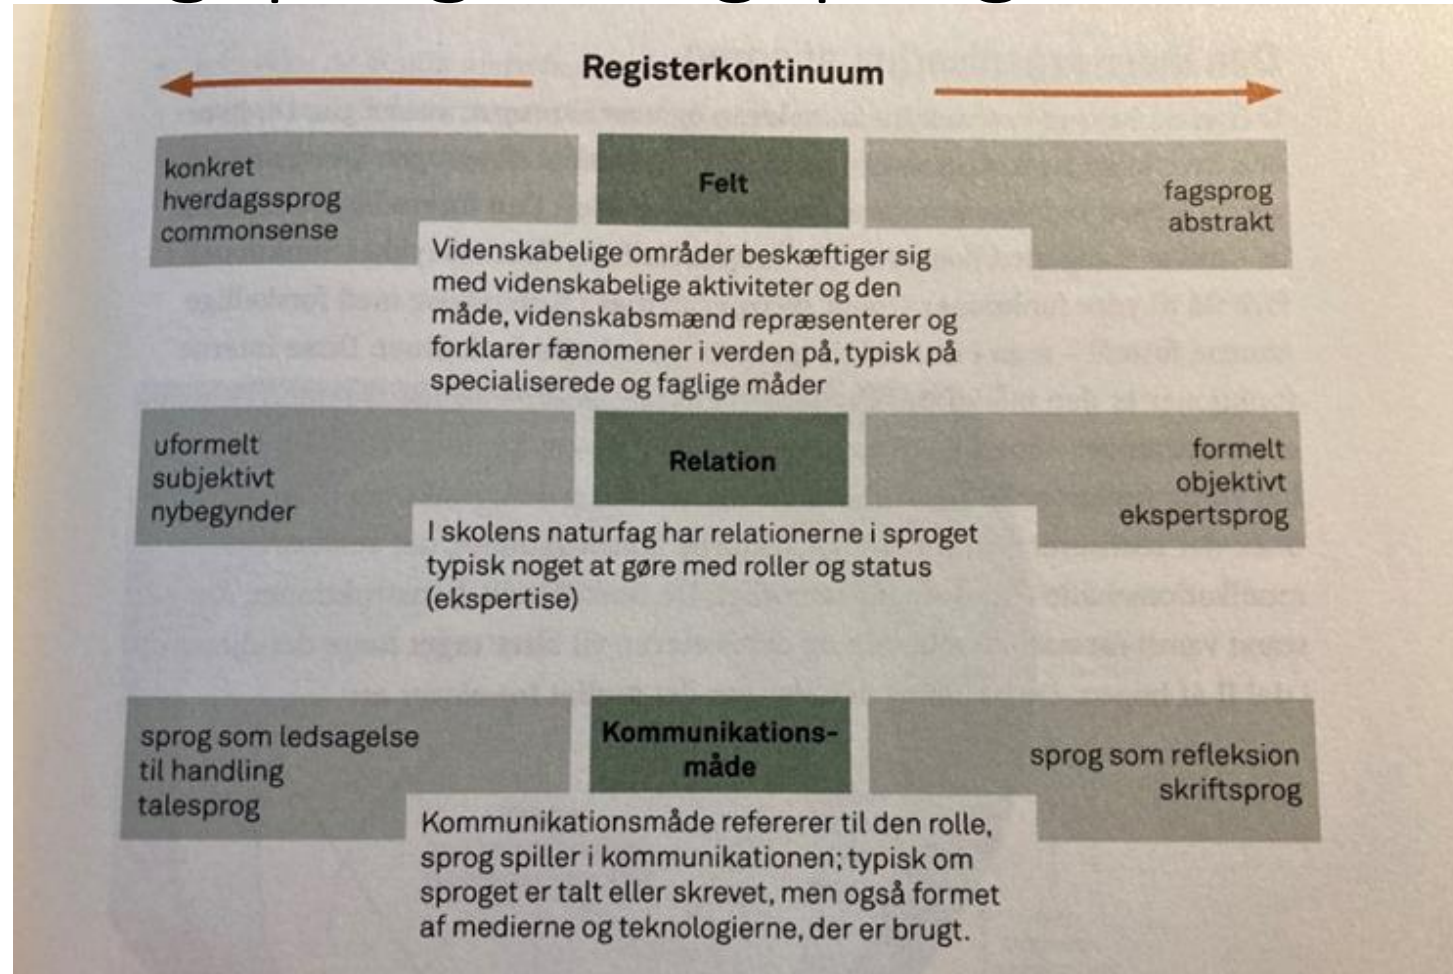 Registerkontinuum
konkret
hverdagssprog
commonsense
Felt
fagsprog
abstrakt
Videnskabelige områder beskæftiger sig
med videnskabelige aktiviteter og den
måde, videnskabsmænd repræsenterer og
forklarer fænomener i verden på, typisk på
specialiserede og faglige måder
uformelt
subjektivt
nybegynder
Relation
formelt
objektivt
ekspertsprog
I skolens naturfag har relationerne i sproget
typisk noget at gøre med roller og status
(ekspertise)
sprog som ledsagelse
til handling
talesprog
Kommunikations-
måde
sprog som refleksion
skriftsprog
Kommunikationsmåde refererer til den rolle,
sprog spiller i kommunikationen; typisk om
sproget er talt eller skrevet, men også formet
af medierne og teknologierne, der er brugt.